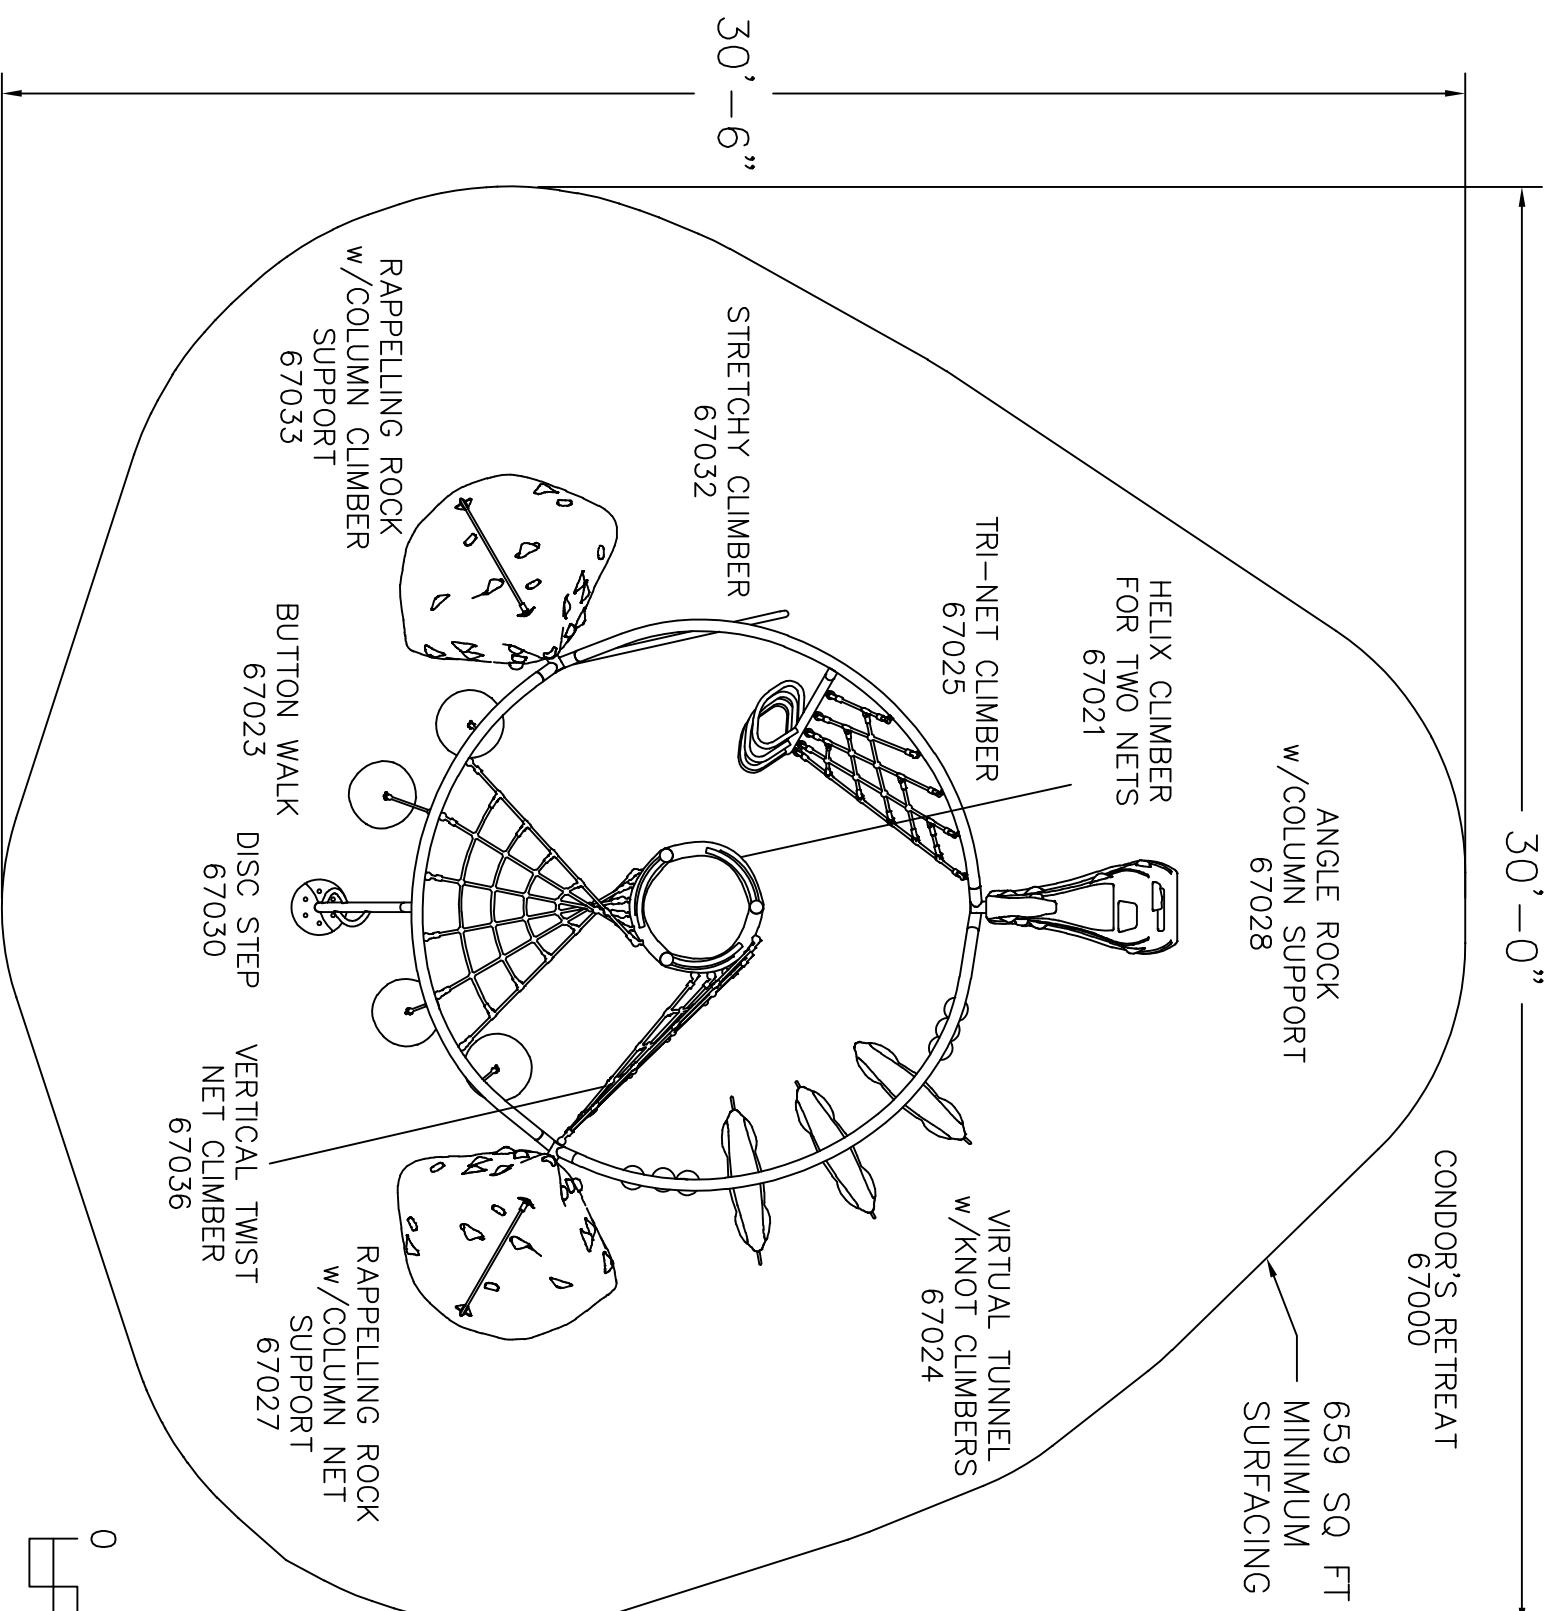 30'-0"
30'-6"
CONDOR'S RETREAT
67000
659 SQ FT
MINIMUM
SURFACING
ANGLE ROCK
w/COLUMN SUPPORT
67028
HELIX CLIMBER
FOR TWO NETS
67021
TRI-NET CLIMBER
67025
VIRTUAL TUNNEL
w/KNOT CLIMBERS
67024
STRETCHY CLIMBER
67032
RAPPELLING ROCK
w/COLUMN CLIMBER
SUPPORT
67033
BUTTON WALK
67023
DISC STEP
67030
VERTICAL TWIST
NET CLIMBER
67036
RAPPELLING ROCK
w/COLUMN NET
SUPPORT
67027
0